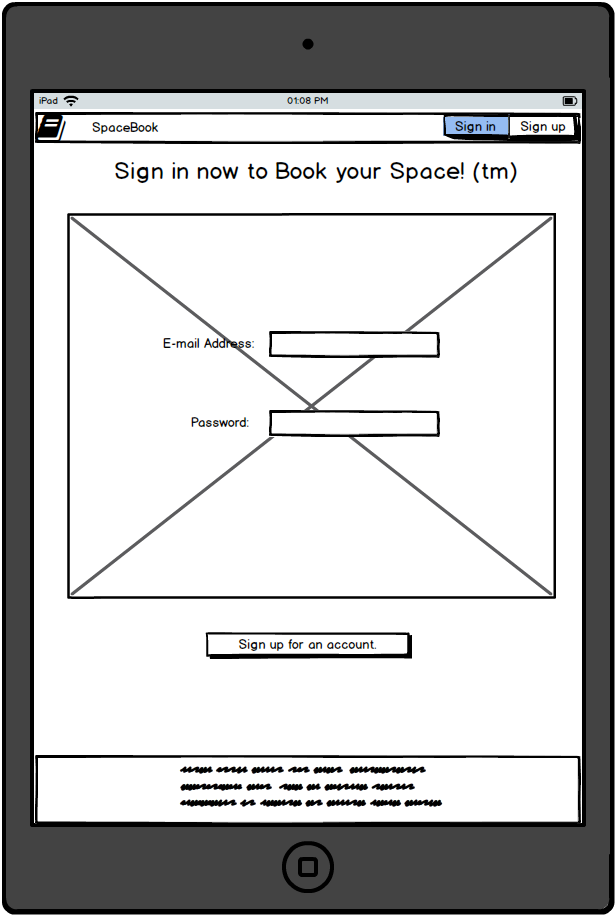 iPad 01:08 PM
SpaceBook Sign in Sign up
Sign in now to Book your Space! (tm)
E-mail Address:
Password:
Sign up for an account.